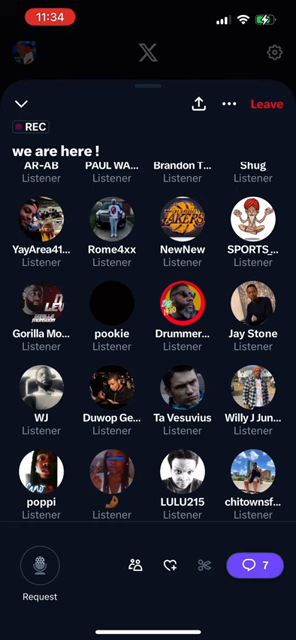 11:34
Leave
REC
we are here !
AR-AB PAUL WA... Brandon T... Shug
Listener Listener Listener Listener
YayArea41... Rome4xx NewNew SPORTS_...
Listener Listener Listener Listener
Gorilla Mo... pookie Drummer... Jay Stone
Listener Listener Listener Listener
WJ Duwop Ge... Ta Vesuvius Willy J Jun...
Listener Listener Listener Listener
poppi LULU215 chitownsf...
Listener Listener Listener Listener
7
Request